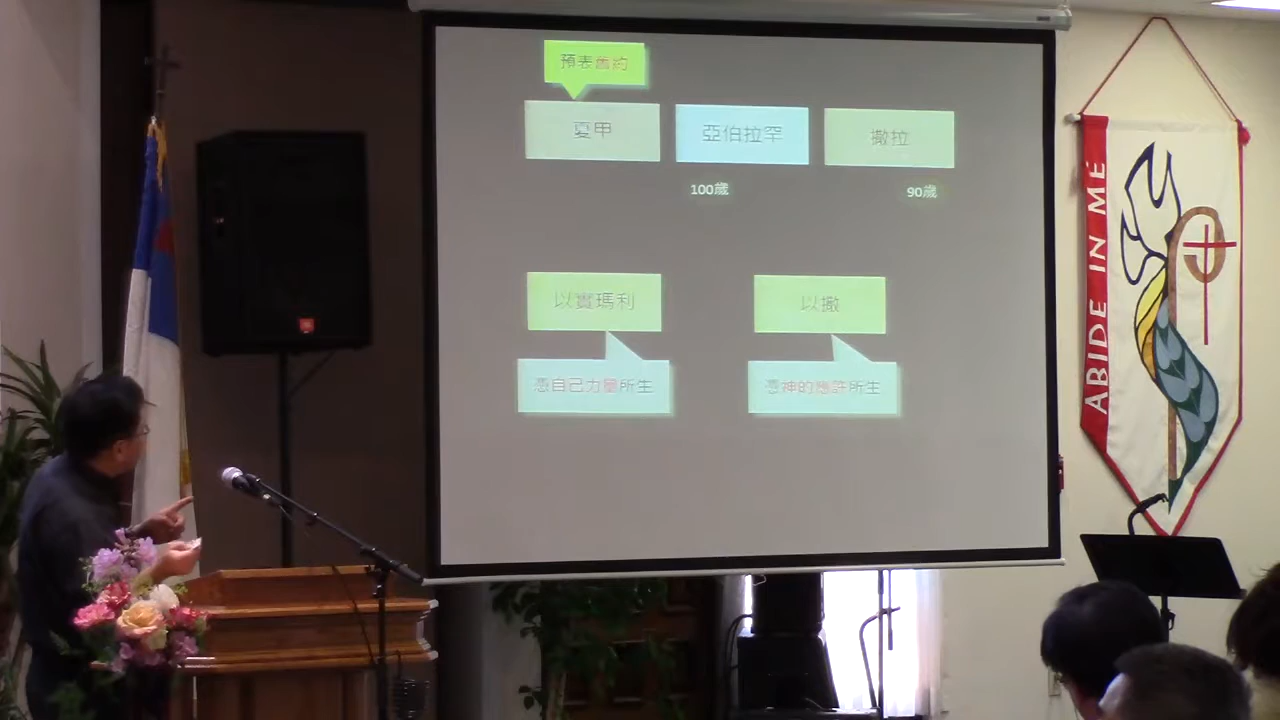 預表舊約
夏甲
亞伯拉罕
撒拉
100歲
90歲
以實瑪利
以撒
憑自己力量所生
憑神的應許所生
ABIDE IN ME